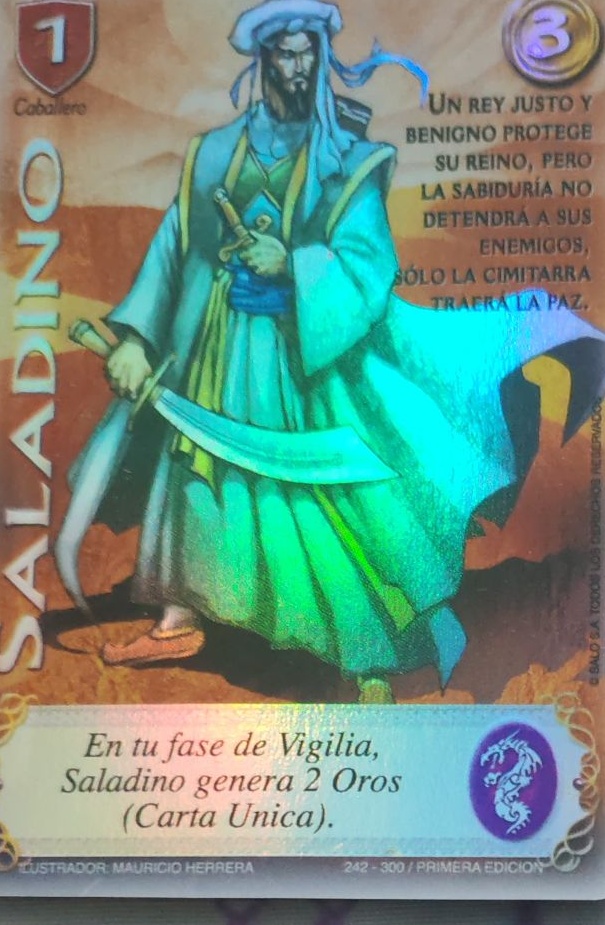 1
3
Caballero
SALADINO
UN REY JUSTO Y
BENIGNO PROTEGE
SU REINO, PERO
LA SABIDURÍA NO
DETENDRÁ A SUS
ENEMIGOS,
SÓLO LA CIMITARRA
TRAERÁ LA PAZ.
© SALO S.A. TODOS LOS DERECHOS RESERVADOS
En tu fase de Vigilia,
Saladino genera 2 Oros
(Carta Unica).
ILUSTRADOR: MAURICIO HERRERA
242 - 300 / PRIMERA EDICION